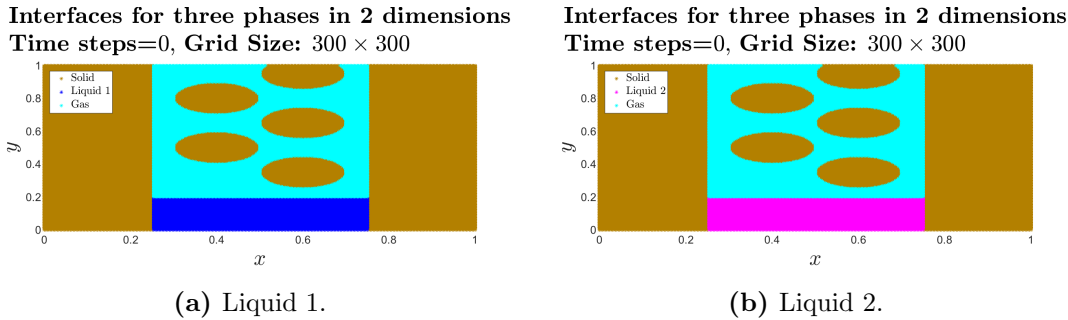 Interfaces for three phases in 2 dimensions
Time steps=0, Grid Size: 300 × 300
1
0.8
0.6
0.4
0.2
0
y
Solid
Liquid 1
Gas
0
0.2
0.4
0.6
0.8
1
x
(a) Liquid 1.
Interfaces for three phases in 2 dimensions
Time steps=0, Grid Size: 300 × 300
1
0.8
0.6
0.4
0.2
0
y
Solid
Liquid 2
Gas
0
0.2
0.4
0.6
0.8
1
x
(b) Liquid 2.